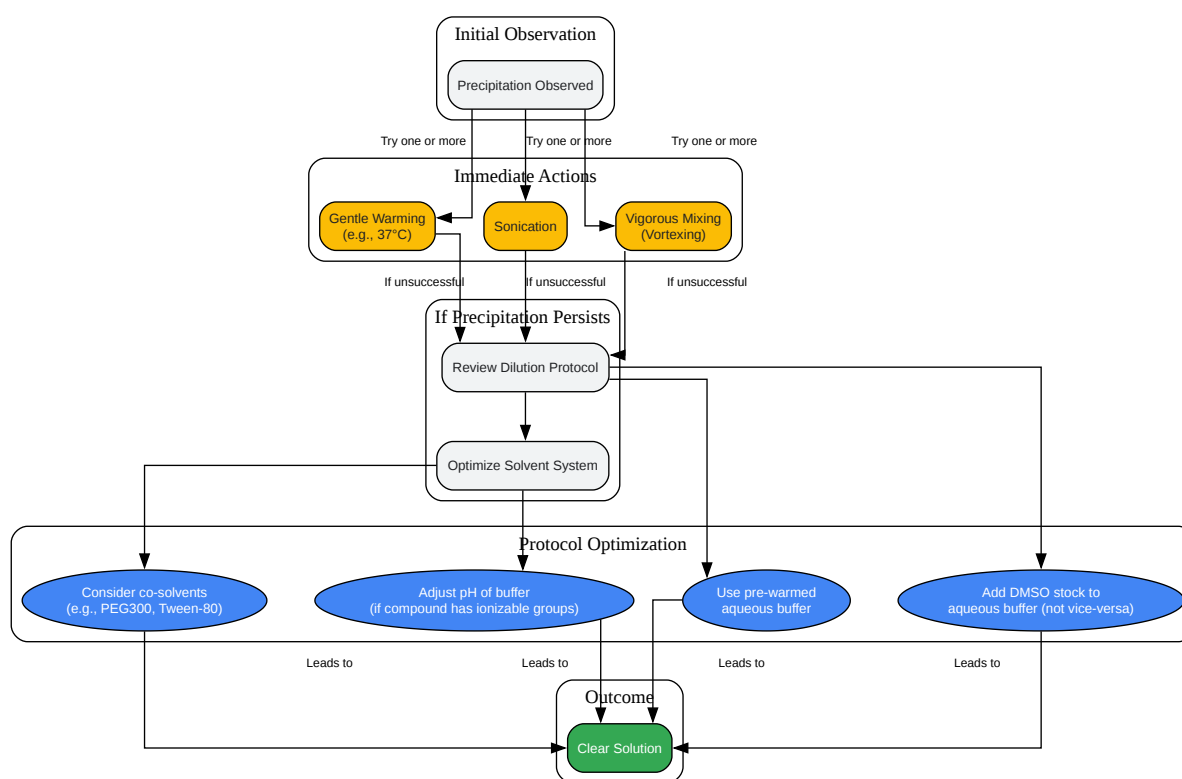 Initial Observation
Precipitation Observed
Try one or more
Try one or more
Try one or more
Immediate Actions
Gentle Warming
(e.g., 37°C)
Sonication
Vigorous Mixing
(Vortexing)
If unsuccessful
If unsuccessful
If unsuccessful
If Precipitation Persists
Review Dilution Protocol
Optimize Solvent System
Protocol Optimization
Consider co-solvents
(e.g., PEG300, Tween-80)
Adjust pH of buffer
(if compound has ionizable groups)
Use pre-warmed
aqueous buffer
Add DMSO stock to
aqueous buffer (not vice-versa)
Leads to
Leads to
Leads to
Leads to
Outcome
Clear Solution